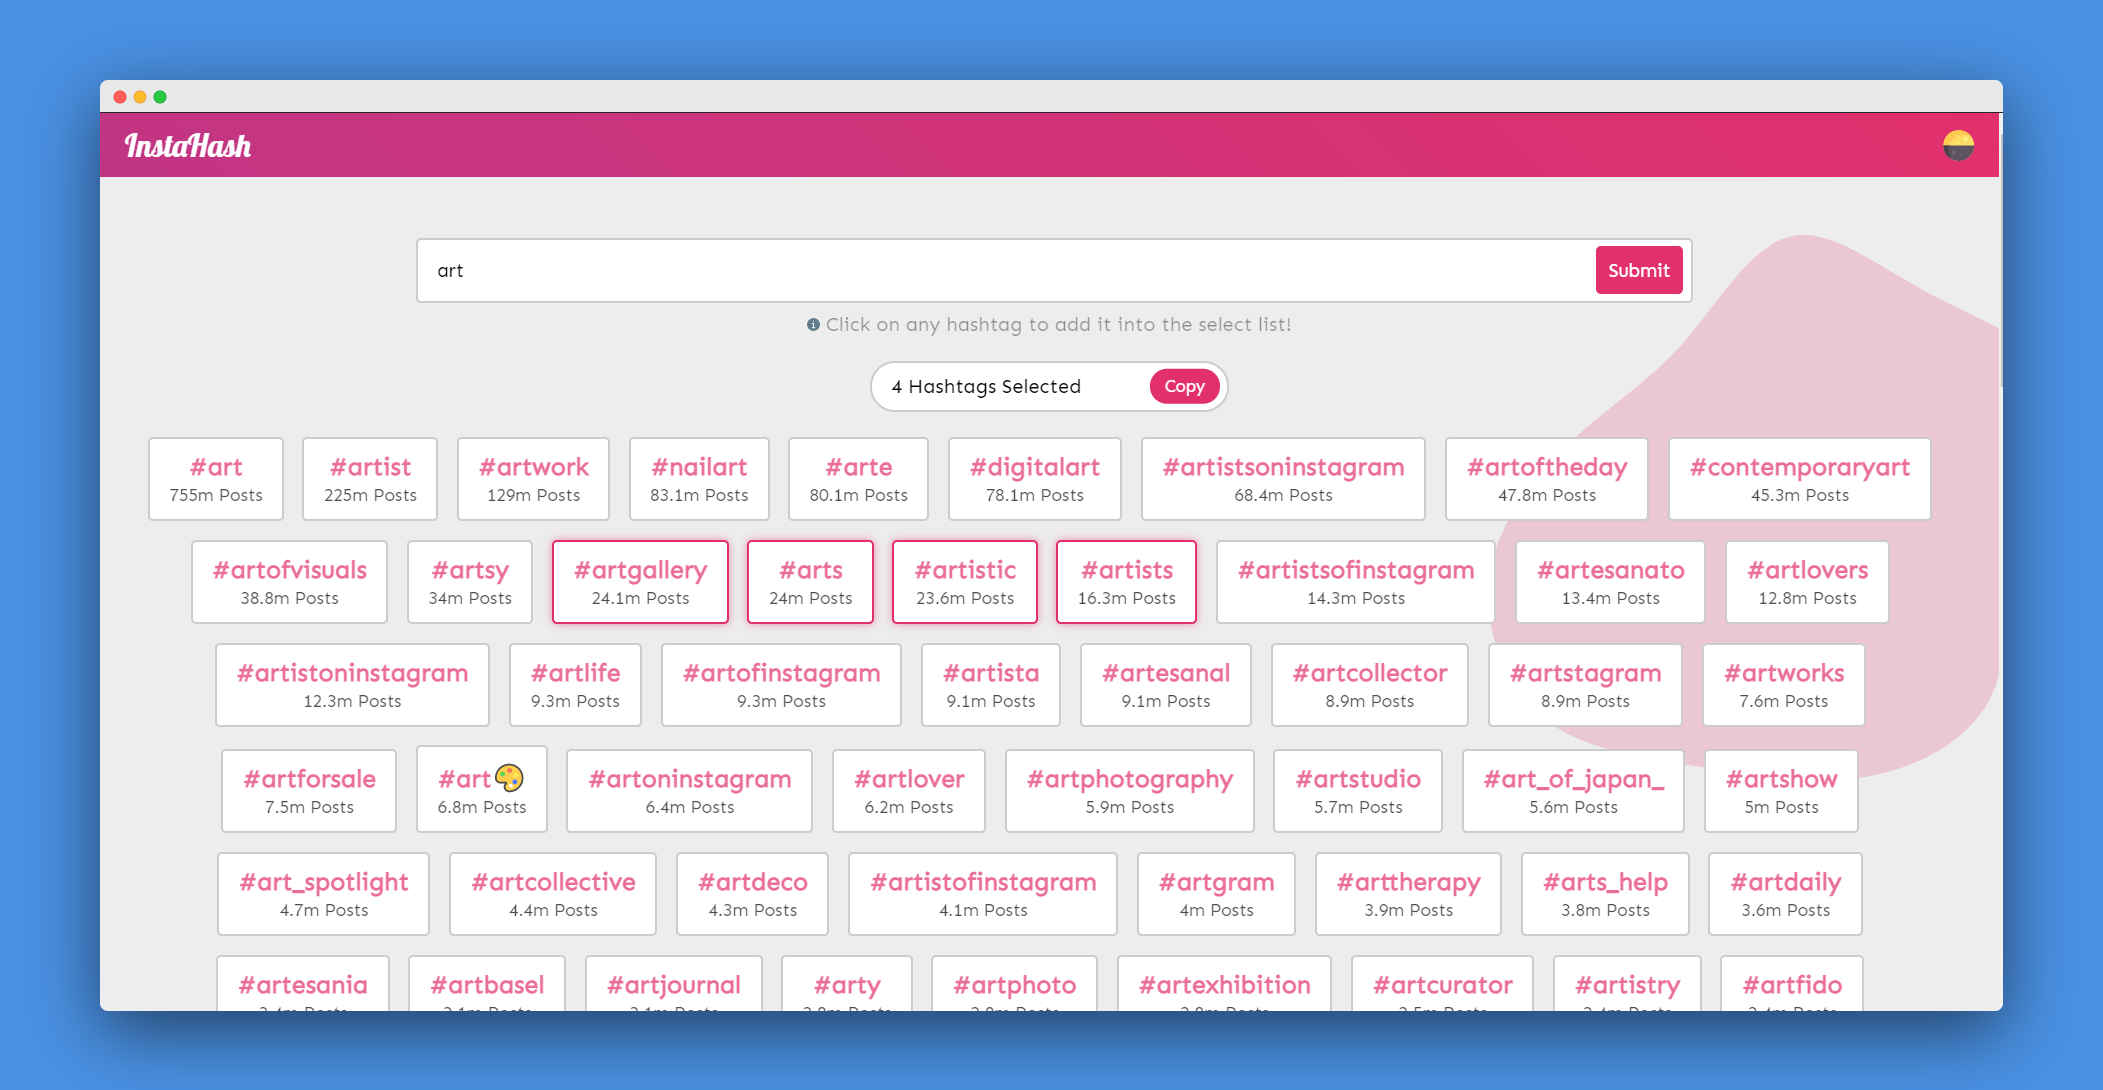 InstaHash
art
Submit
Click on any hashtag to add it into the select list!
4 Hashtags Selected
Copy
#art #artist #artwork #nailart #arte #digitalart #artistsoninstagram #artoftheday #contemporaryart
755m Posts 225m Posts 129m Posts 83.1m Posts 80.1m Posts 78.1m Posts 68.4m Posts 47.8m Posts 45.3m Posts
#artofvisuals #artsy #artgallery #arts #artistic #artists #artistsofinstagram #artesanato #artlovers
38.8m Posts 34m Posts 24.1m Posts 24m Posts 23.6m Posts 16.3m Posts 14.3m Posts 13.4m Posts 12.8m Posts
#artistoninstagram #artlife #artofinstagram #artista #artesanal #artcollector #artstagram #artworks
12.3m Posts 9.3m Posts 9.3m Posts 9.1m Posts 9.1m Posts 8.9m Posts 8.9m Posts 7.6m Posts
#artforsale #art🎨 #artoninstagram #artlover #artphotography #artstudio #art_of_japan_ #artshow
7.5m Posts 6.8m Posts 6.4m Posts 6.2m Posts 5.9m Posts 5.7m Posts 5.6m Posts 5m Posts
#art_spotlight #artcollective #artdeco #artistofinstagram #artgram #arttherapy #arts_help #artdaily
4.7m Posts 4.4m Posts 4.3m Posts 4.1m Posts 4m Posts 3.9m Posts 3.8m Posts 3.6m Posts
#artesania #artbasel #artjournal #arty #artphoto #artexhibition #artcurator #artistry #artfido